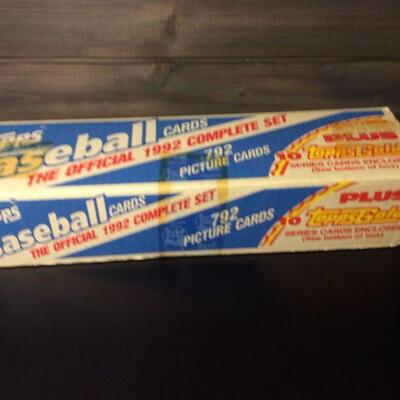 TOPPS
Baseball CARDS
THE OFFICIAL 1992 COMPLETE SET
792
PICTURE CARDS
PLUS
10 Topps Gold
SERIES CARDS ENCLOSED
(See bottom of box)
PPS
Baseball CARDS
THE OFFICIAL 1992 COMPLETE SET
792
PICTURE CARDS
PLUS
10 Topps Gold
SERIES CARDS ENCLOSED
(See bottom of box)